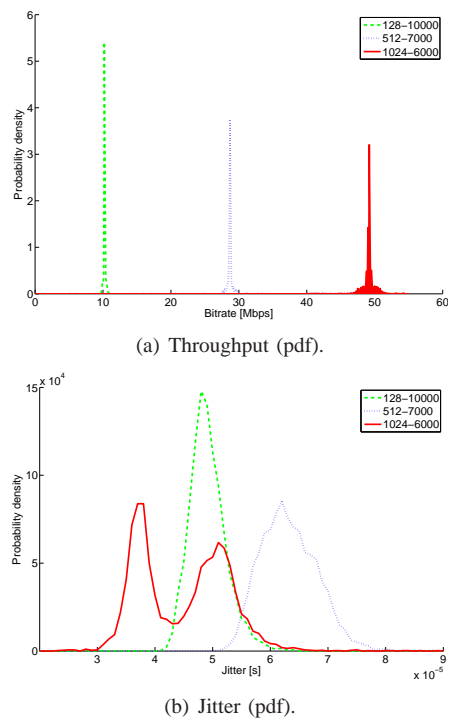 6
5
4
3
2
1
0
Probability density
128−10000
512−7000
1024−6000
0 10 20 30 40 50 60
Bitrate [Mbps]
(a) Throughput (pdf).
x 10^4
15
10
5
0
Probability density
128−10000
512−7000
1024−6000
3 4 5 6 7 8 9
Jitter [s]
x 10^−5
(b) Jitter (pdf).